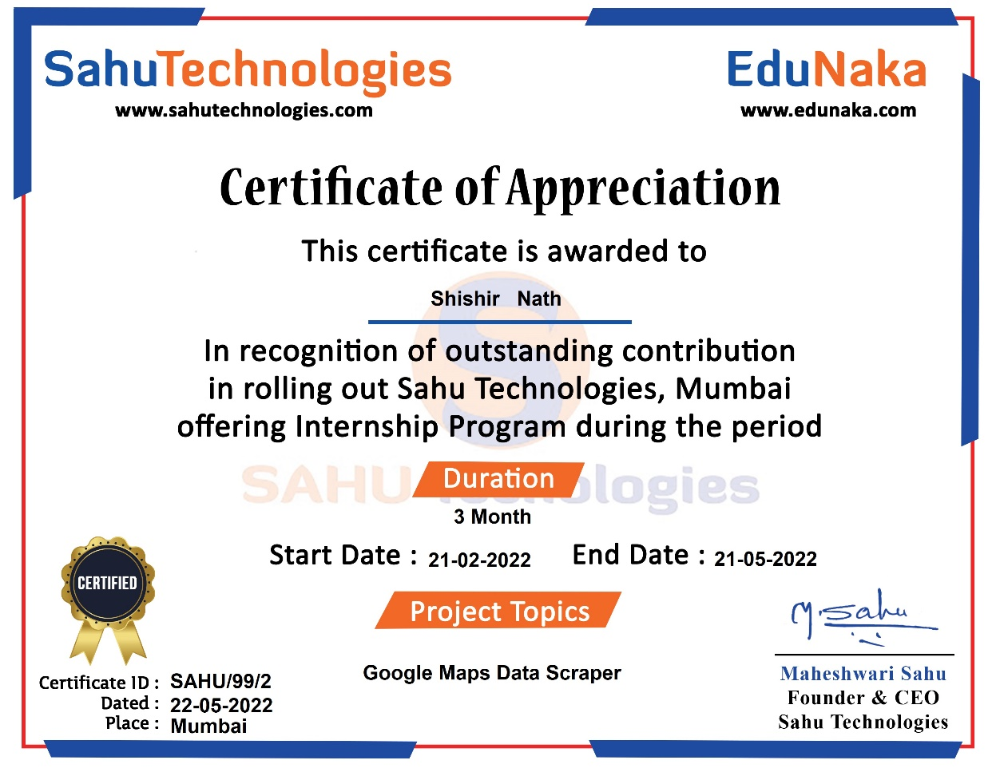 SahuTechnologies
www.sahutechnologies.com
EduNaka
www.edunaka.com
Certificate of Appreciation
This certificate is awarded to
Shishir Nath
In recognition of outstanding contribution
in rolling out Sahu Technologies, Mumbai
offering Internship Program during the period
SAHU Technologies
Duration
3 Month
Start Date : 21-02-2022 End Date : 21-05-2022
CERTIFIED
Project Topics
Google Maps Data Scraper
Certificate ID : SAHU/99/2
Dated : 22-05-2022
Place : Mumbai
M.Sahu
Maheshwari Sahu
Founder & CEO
Sahu Technologies